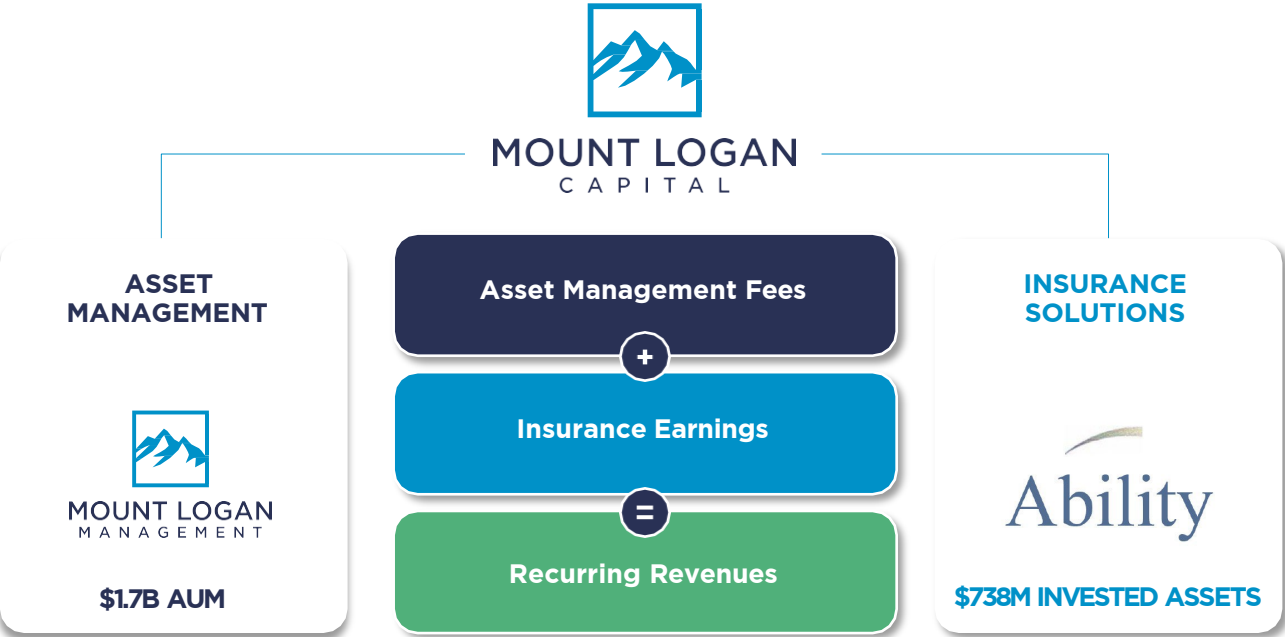 MOUNT LOGAN
CAPITAL
ASSET
MANAGEMENT
MOUNT LOGAN
MANAGEMENT
$1.7B AUM
Asset Management Fees
+
Insurance Earnings
=
Recurring Revenues
INSURANCE
SOLUTIONS
Ability
$738M INVESTED ASSETS